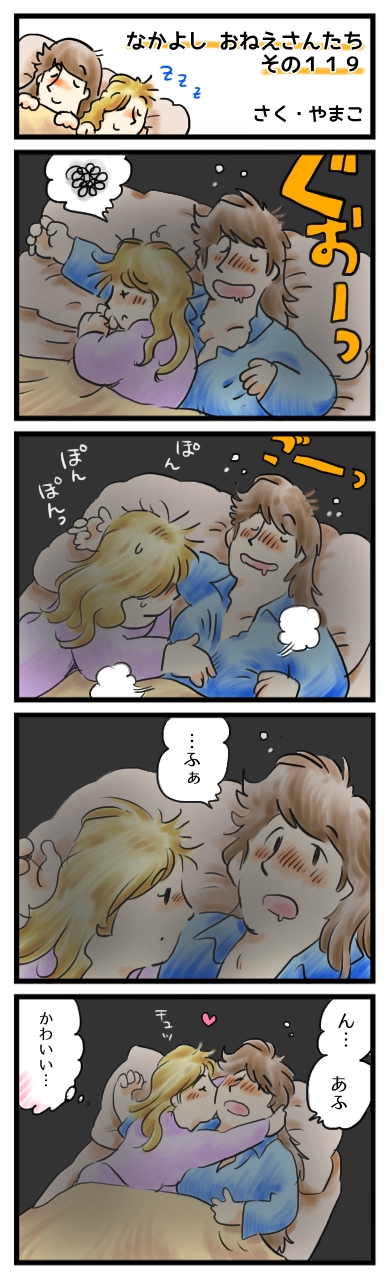 なかよし おねえさんたち
その１１９
さく・やまこ
zzz
ぐおーっ
ごーっ
ぽん
ぽん
ぽんっ
…ふぁ
ん… あふ
チュッ
かわいい…